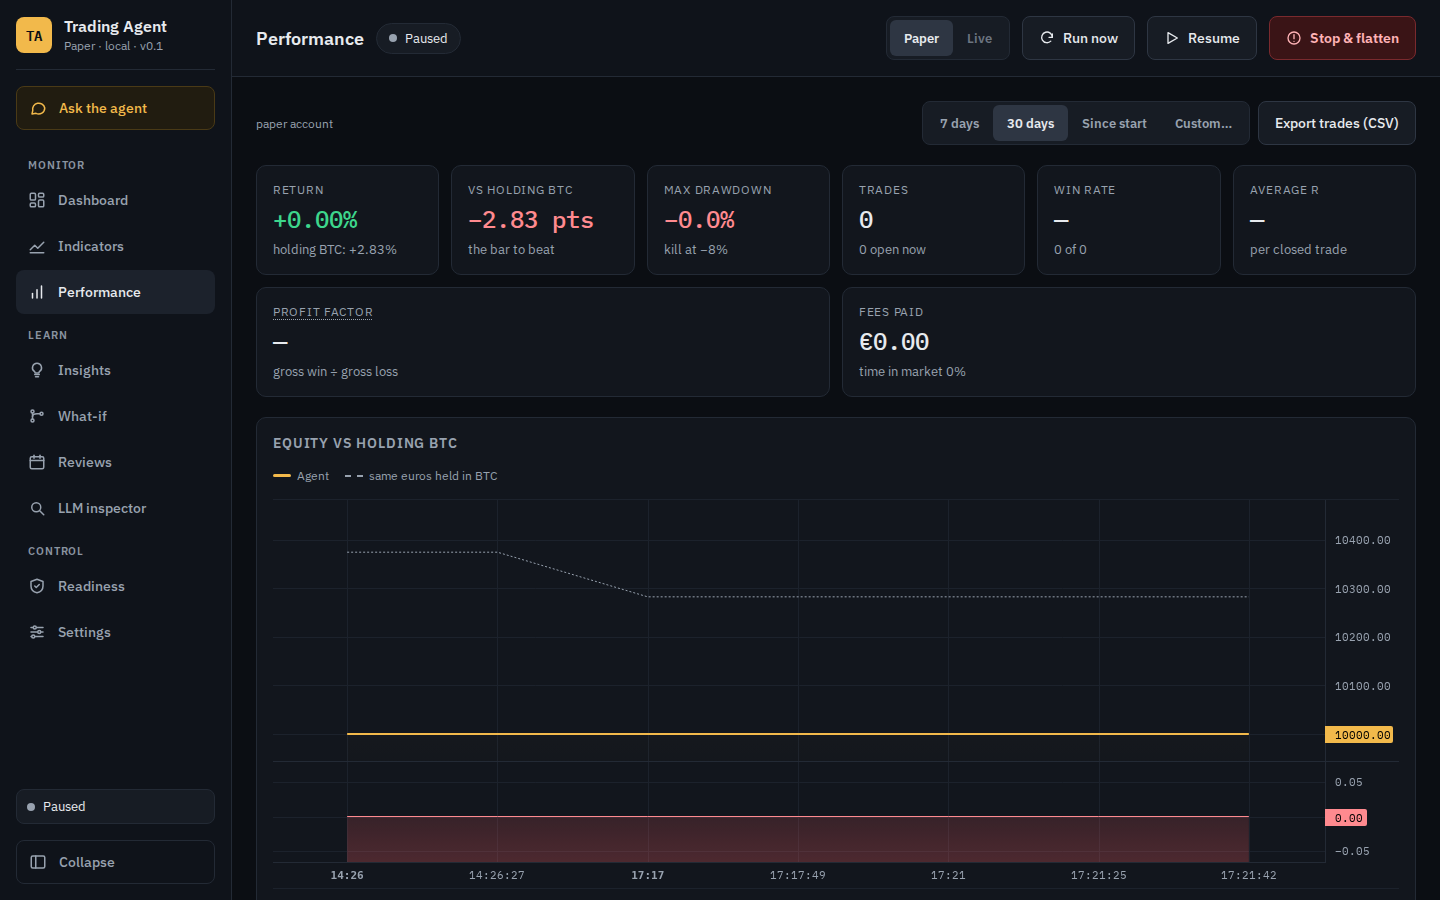 TA
Trading Agent
Paper · local · v0.1
Ask the agent
MONITOR
Dashboard
Indicators
Performance
LEARN
Insights
What-if
Reviews
LLM inspector
CONTROL
Readiness
Settings
Paused
Collapse
Performance
Paused
Paper Live
Run now
Resume
Stop & flatten
paper account
7 days 30 days Since start Custom...
Export trades (CSV)
RETURN
+0.00%
holding BTC: +2.83%
VS HOLDING BTC
−2.83 pts
the bar to beat
MAX DRAWDOWN
−0.0%
kill at −8%
TRADES
0
0 open now
WIN RATE
—
0 of 0
AVERAGE R
—
per closed trade
PROFIT FACTOR
—
gross win ÷ gross loss
FEES PAID
€0.00
time in market 0%
EQUITY VS HOLDING BTC
Agent same euros held in BTC
10400.00
10300.00
10200.00
10100.00
10000.00
0.05
0.00
−0.05
14:26 14:26:27 17:17 17:17:49 17:21 17:21:25 17:21:42